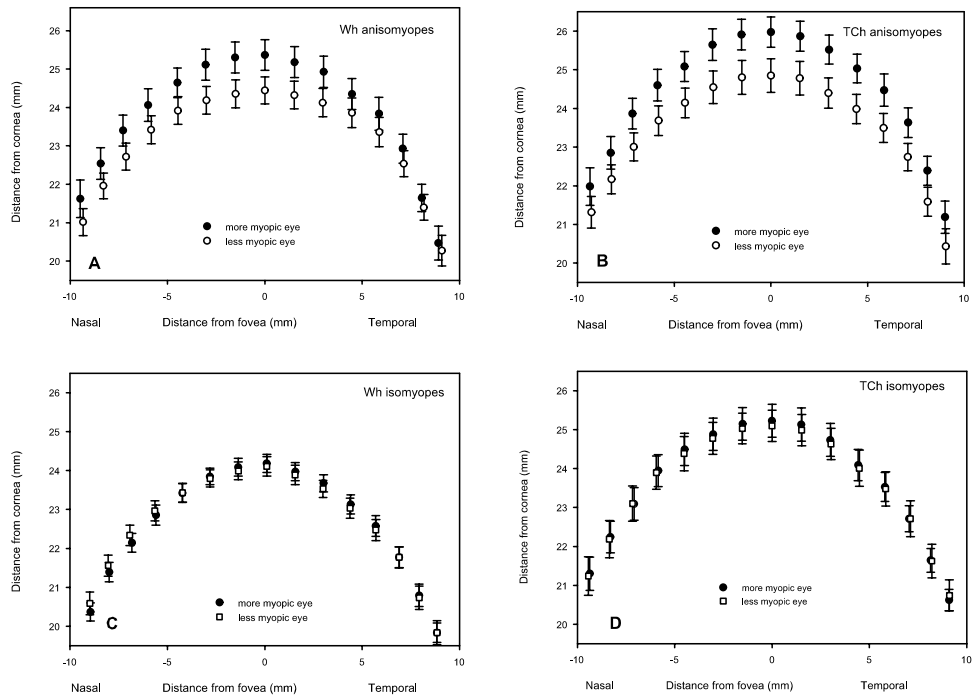 Wh anisomyopes
26
25
24
23
22
21
20
Distance from cornea (mm)
more myopic eye
less myopic eye
A
-10 -5 0 5 10
Nasal Distance from fovea (mm) Temporal
TCh anisomyopes
26
25
24
23
22
21
20
Distance from cornea (mm)
more myopic eye
less myopic eye
B
-10 -5 0 5 10
Nasal Distance from fovea (mm) Temporal
Wh isomyopes
26
25
24
23
22
21
20
Distance from cornea (mm)
more myopic eye
less myopic eye
C
-10 -5 0 5 10
Nasal Distance from fovea (mm) Temporal
TCh isomyopes
26
25
24
23
22
21
20
Distance from cornea (mm)
more myopic eye
less myopic eye
D
-10 -5 0 5 10
Nasal Distance from fovea (mm) Temporal